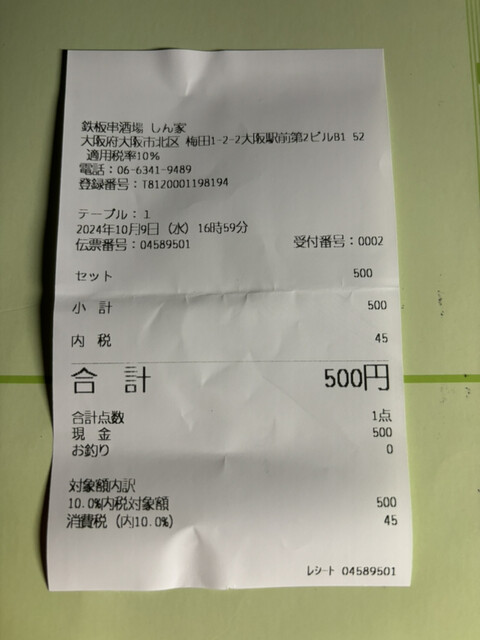 鉄板串酒場 しん家
大阪府大阪市北区 梅田1-2-2大阪駅前第2ビルB1 52
適用税率10%
電話：06-6341-9489
登録番号：T8120001198194
テーブル：1
2024年10月9日（水）16時59分
伝票番号：04589501 受付番号：0002
セット 500
小 計 500
内 税 45
合 計 500円
合計点数 1点
現 金 500
お釣り 0
対象額内訳
10.0%内税対象額 500
消費税（内10.0%） 45
レシート 04589501